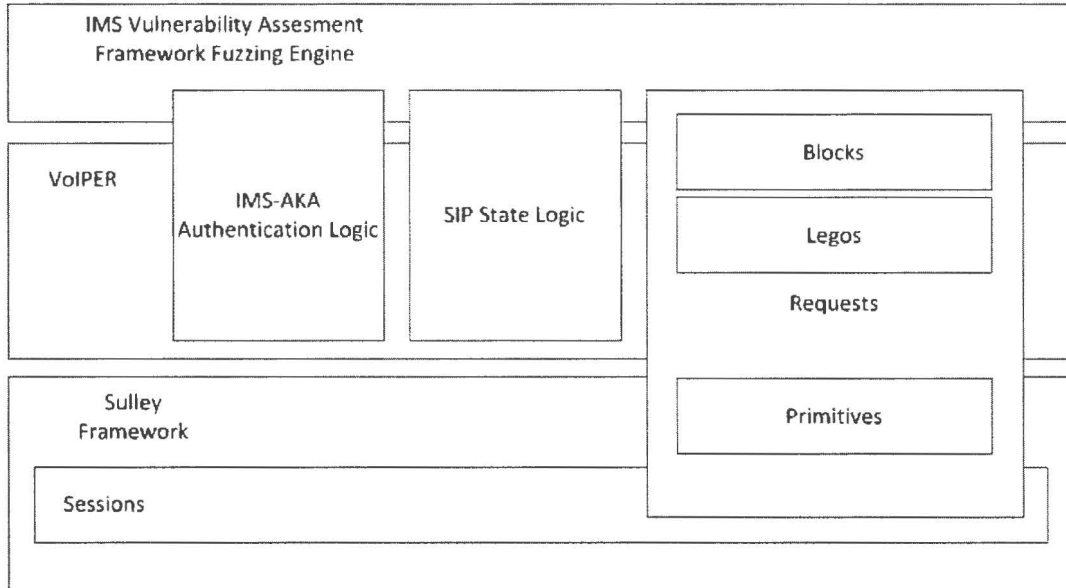 IMS Vulnerability Assesment
Framework Fuzzing Engine
VoIPER
IMS-AKA
Authentication Logic
SIP State Logic
Blocks
Legos
Requests
Primitives
Sulley
Framework
Sessions